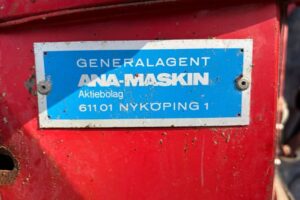 GENERALAGENT
ANA-MASKIN
Aktiebolag
611 01 NYKÖPING 1